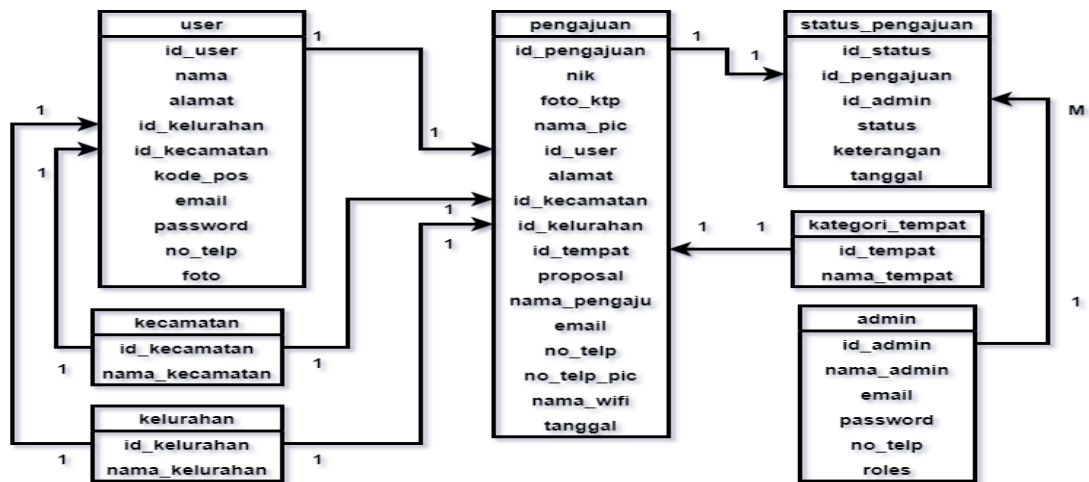 user
id_user
nama
alamat
id_kelurahan
id_kecamatan
kode_pos
email
password
no_telp
foto
1
1
1
1
kecamatan
id_kecamatan
nama_kecamatan
1
1
kelurahan
id_kelurahan
nama_kelurahan
1
1
pengajuan
id_pengajuan
nik
foto_ktp
nama_pic
id_user
alamat
id_kecamatan
id_kelurahan
id_tempat
proposal
nama_pengaju
email
no_telp
no_telp_pic
nama_wifi
tanggal
1
1
1
1
status_pengajuan
id_status
id_pengajuan
id_admin
status
keterangan
tanggal
1
M
kategori_tempat
id_tempat
nama_tempat
1
1
admin
id_admin
nama_admin
email
password
no_telp
roles
1